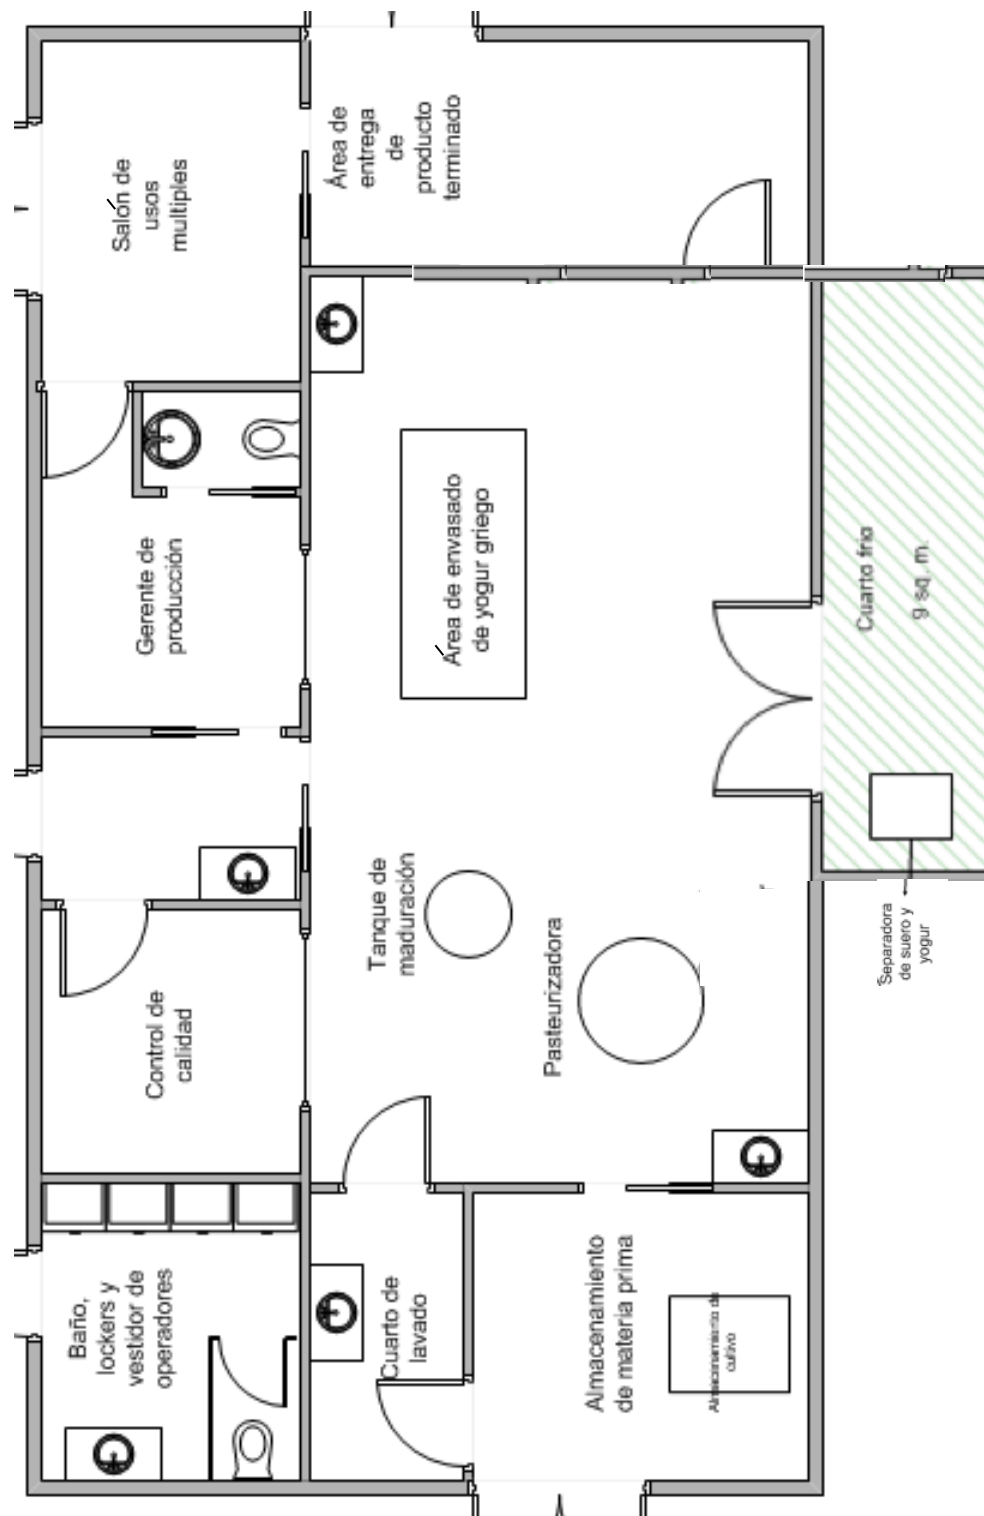 Salón de
usos
multiples
Área de
entrega
de
producto
terminado
Gerente de
producción
Área de envasado
de yogur griego
Cuarto frio
9 sq. m.
Tanque de
maduración
Pasteurizadora
Separadora
de suero y
yogur
Control de
calidad
Baño,
lockers y
vestidor de
operadores
Cuarto de
lavado
Almacenamiento
de materia prima
Almacenamiento de
cultivo